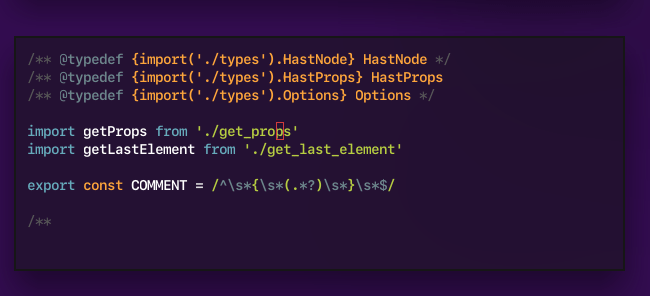 /** @typedef {import('./types').HastNode} HastNode */
/** @typedef {import('./types').HastProps} HastProps
/** @typedef {import('./types').Options} Options */
import getProps from './get_props'
import getLastElement from './get_last_element'
export const COMMENT = /^\s*{\s*(.*?)\s*}\s*$/
/**